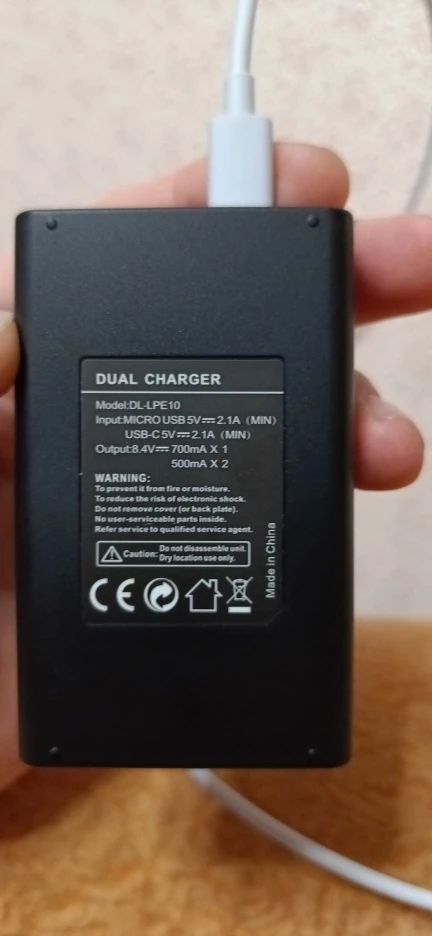 DUAL CHARGER
Model:DL-LPE10
Input:MICRO USB 5V⎓2.1A (MIN)
USB-C 5V⎓2.1A (MIN)
Output:8.4V⎓ 700mA X 1
500mA X 2
WARNING:
To prevent it from fire or moisture.
To reduce the risk of electronic shock.
Do not remove cover (or back plate).
No user-serviceable parts inside.
Refer service to qualified service agent.
Caution: Do not disassemble unit.
Dry location use only.
CE
Made in China